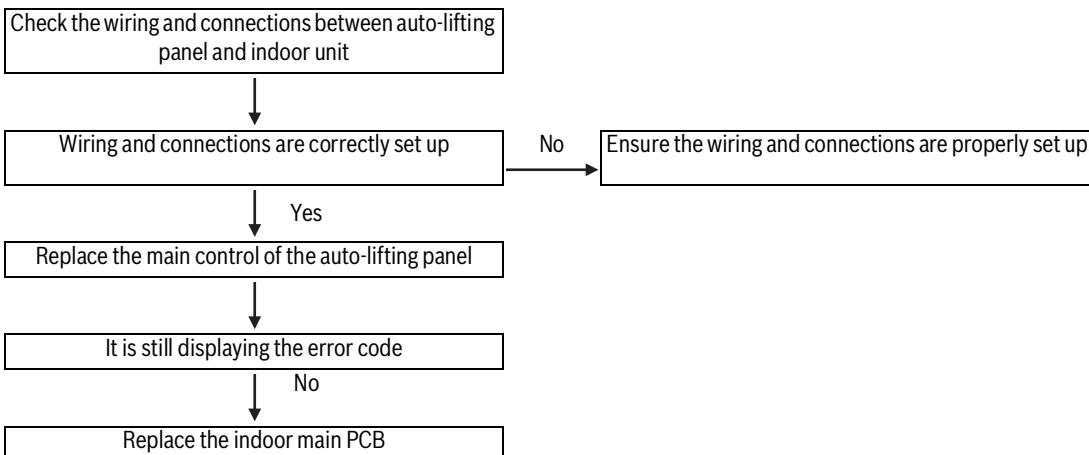 Check the wiring and connections between auto-lifting
panel and indoor unit
Wiring and connections are correctly set up
No
Ensure the wiring and connections are properly set up
Yes
Replace the main control of the auto-lifting panel
It is still displaying the error code
No
Replace the indoor main PCB